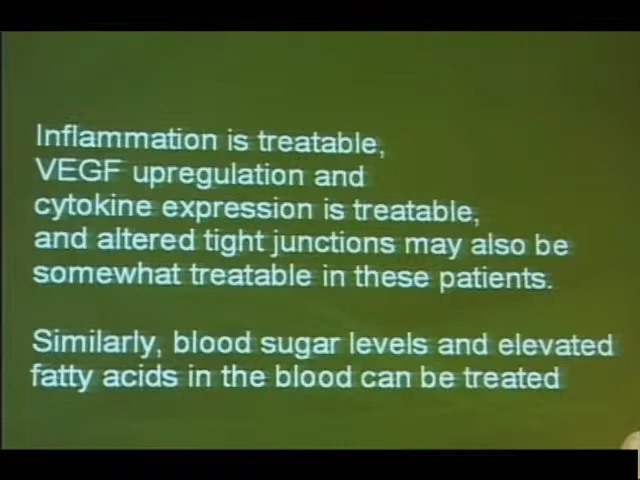 Inflammation is treatable,
VEGF upregulation and
cytokine expression is treatable,
and altered tight junctions may also be
somewhat treatable in these patients.
Similarly, blood sugar levels and elevated
fatty acids in the blood can be treated